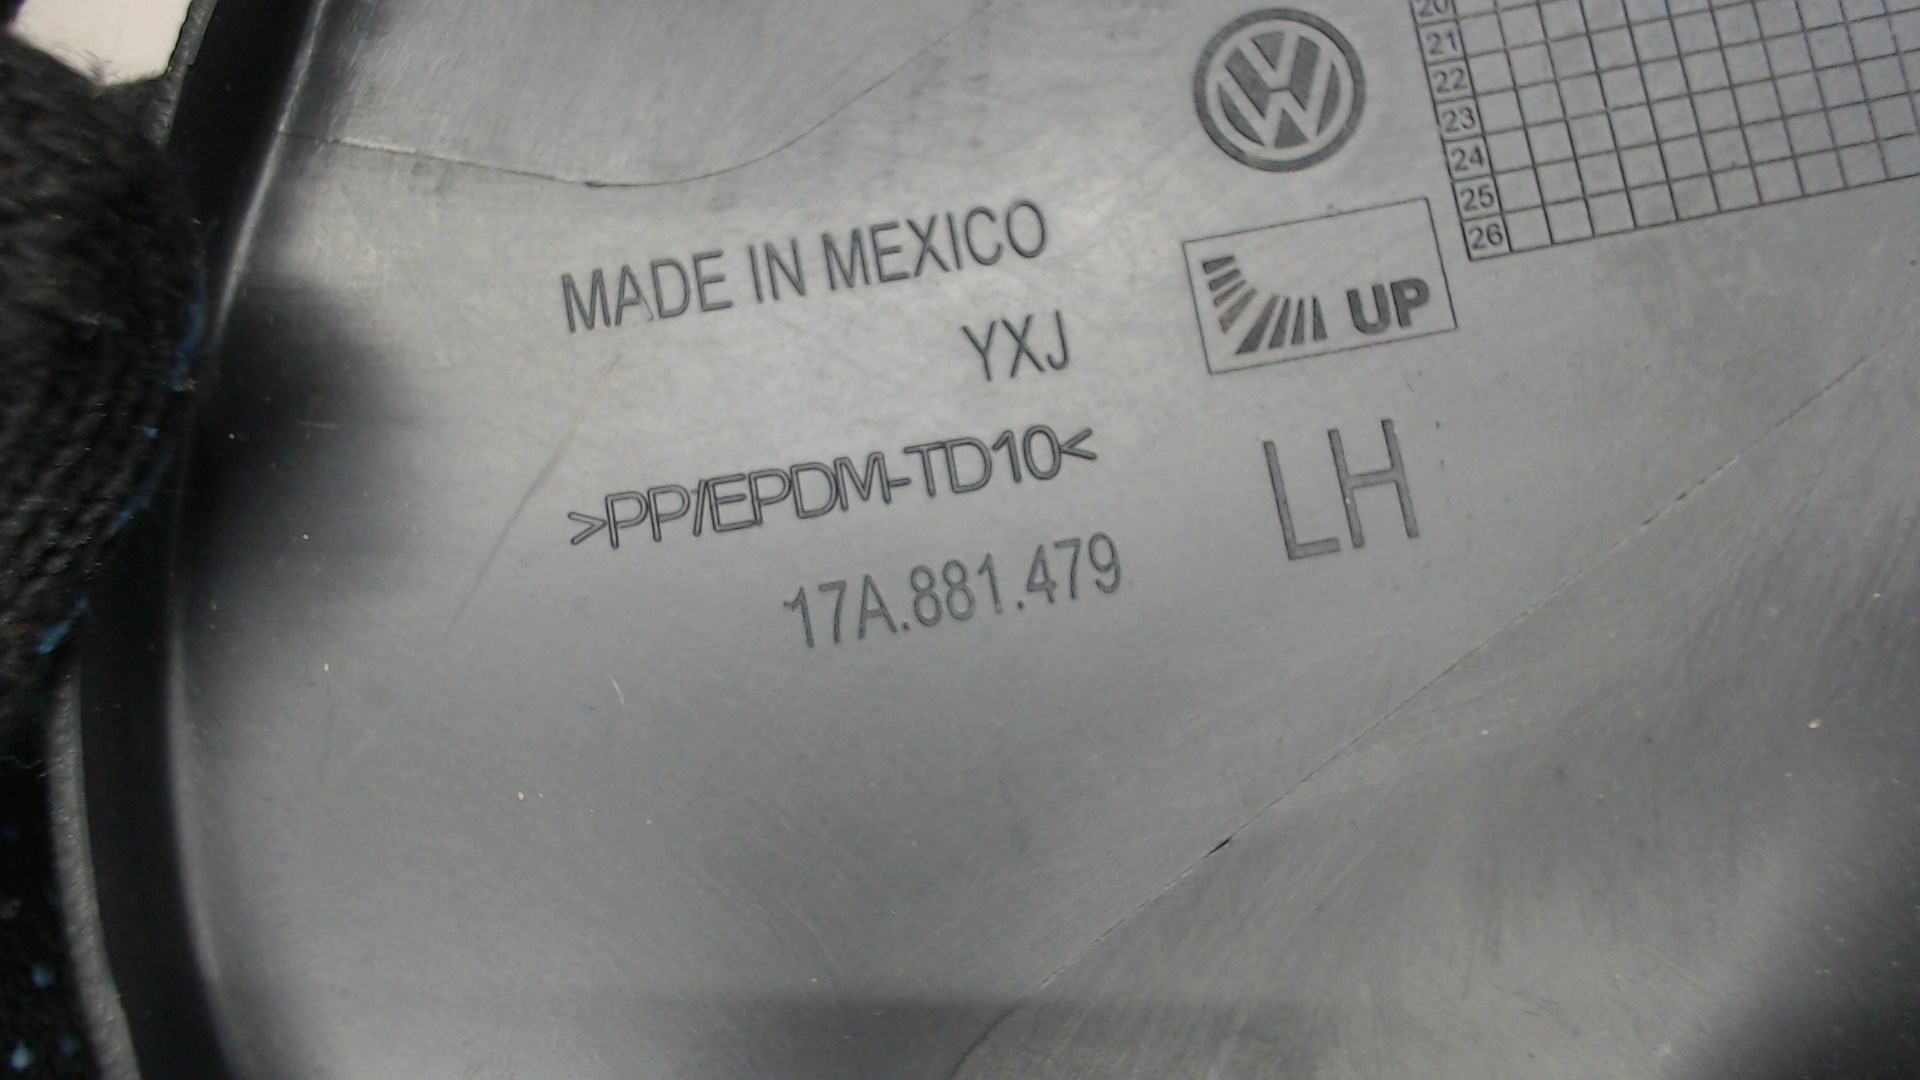 20
21
22
23
24
25
26
MADE IN MEXICO
YXJ
UP
>PP/EPDM-TD10<
LH
17A.881.479